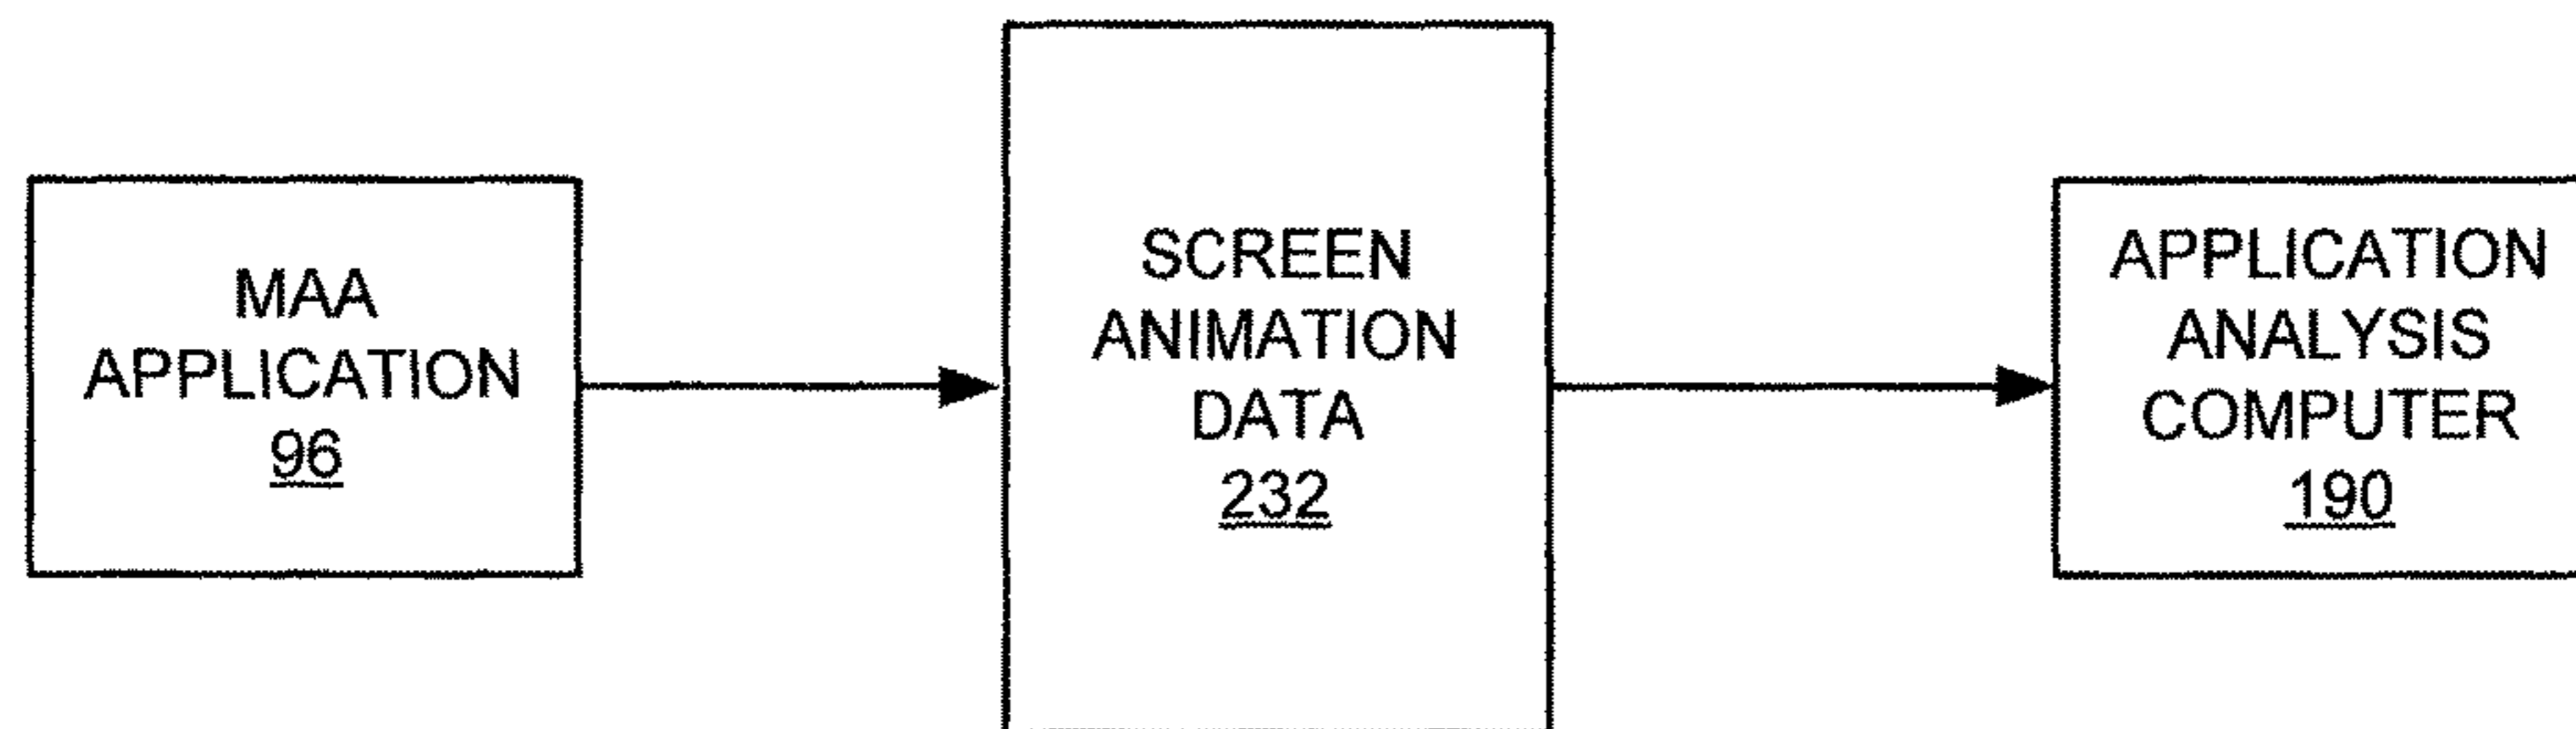 MAA
APPLICATION
96
SCREEN
ANIMATION
DATA
232
APPLICATION
ANALYSIS
COMPUTER
190